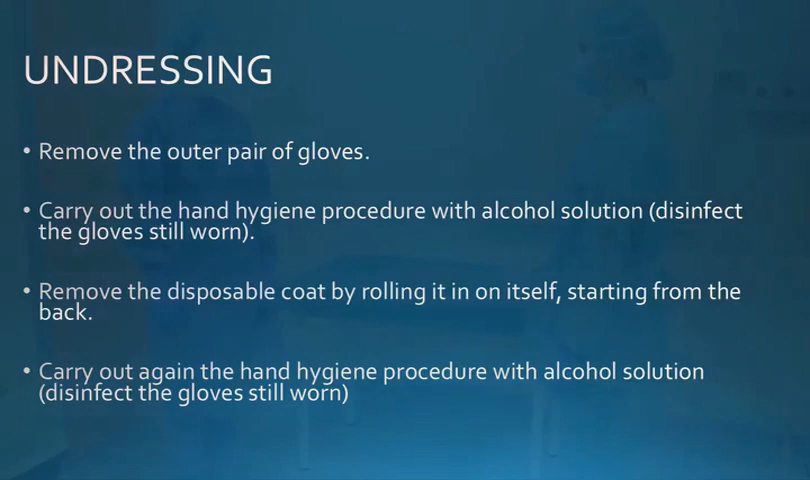 UNDRESSING
• Remove the outer pair of gloves.
• Carry out the hand hygiene procedure with alcohol solution (disinfect
the gloves still worn).
• Remove the disposable coat by rolling it in on itself, starting from the
back.
• Carry out again the hand hygiene procedure with alcohol solution
(disinfect the gloves still worn)